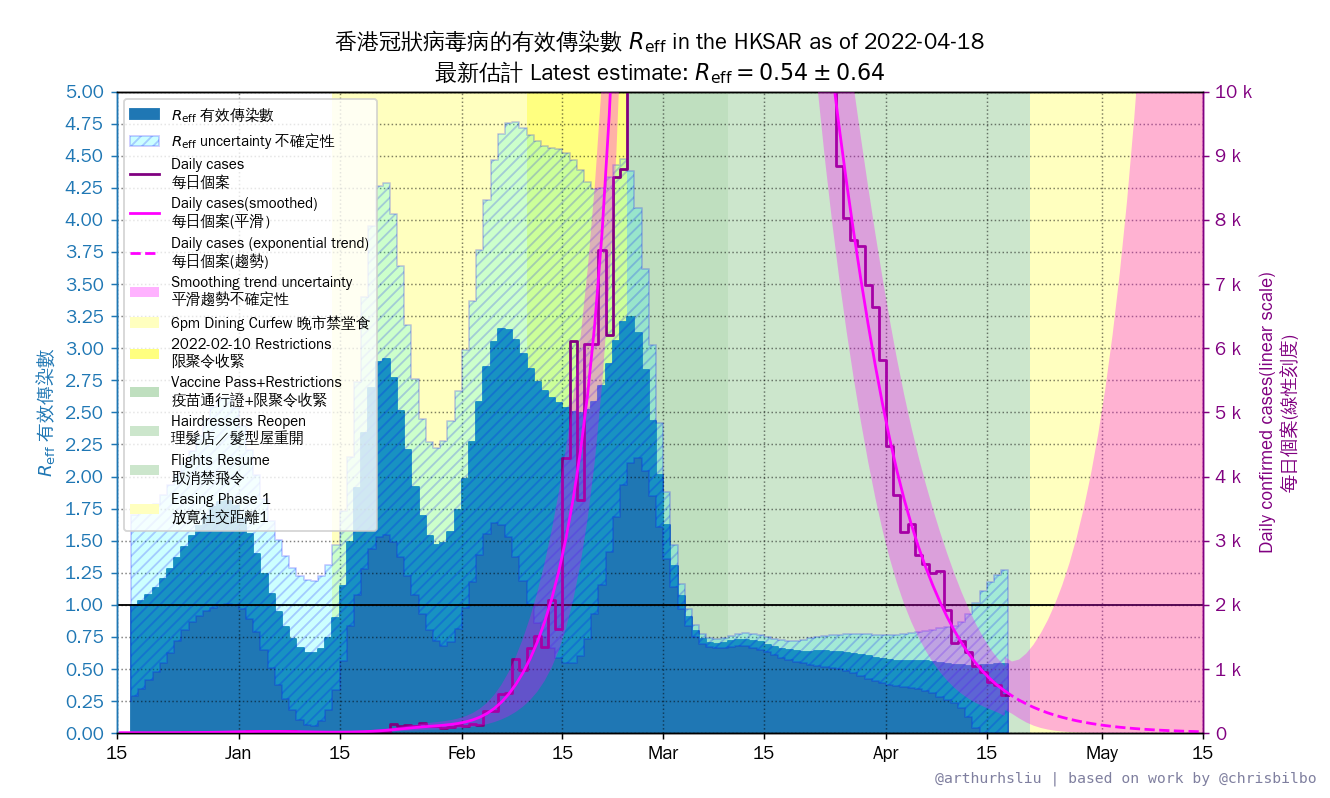 香港冠狀病毒病的有效傳染數 Reff in the HKSAR as of 2022-04-18
最新估計 Latest estimate: Reff = 0.54 ± 0.64
Reff 有效傳染數
Reff uncertainty 不確定性
Daily cases
每日個案
Daily cases(smoothed)
每日個案(平滑)
Daily cases (exponential trend)
每日個案(趨勢)
Smoothing trend uncertainty
平滑趨勢不確定性
6pm Dining Curfew 晚市禁堂食
2022-02-10 Restrictions
限聚令收緊
Vaccine Pass+Restrictions
疫苗通行證+限聚令收緊
Hairdressers Reopen
理髮店／髮型屋重開
Flights Resume
取消禁飛令
Easing Phase 1
放寬社交距離1
Reff 有效傳染數
5.00
4.75
4.50
4.25
4.00
3.75
3.50
3.25
3.00
2.75
2.50
2.25
2.00
1.75
1.50
1.25
1.00
0.75
0.50
0.25
0.00
10 k
9 k
8 k
7 k
6 k
5 k
4 k
3 k
2 k
1 k
0
Daily confirmed cases(linear scale)
每日個案(線性刻度)
15 Jan 15 Feb 15 Mar 15 Apr 15 May 15
@arthurhsliu | based on work by @chrisbilbo